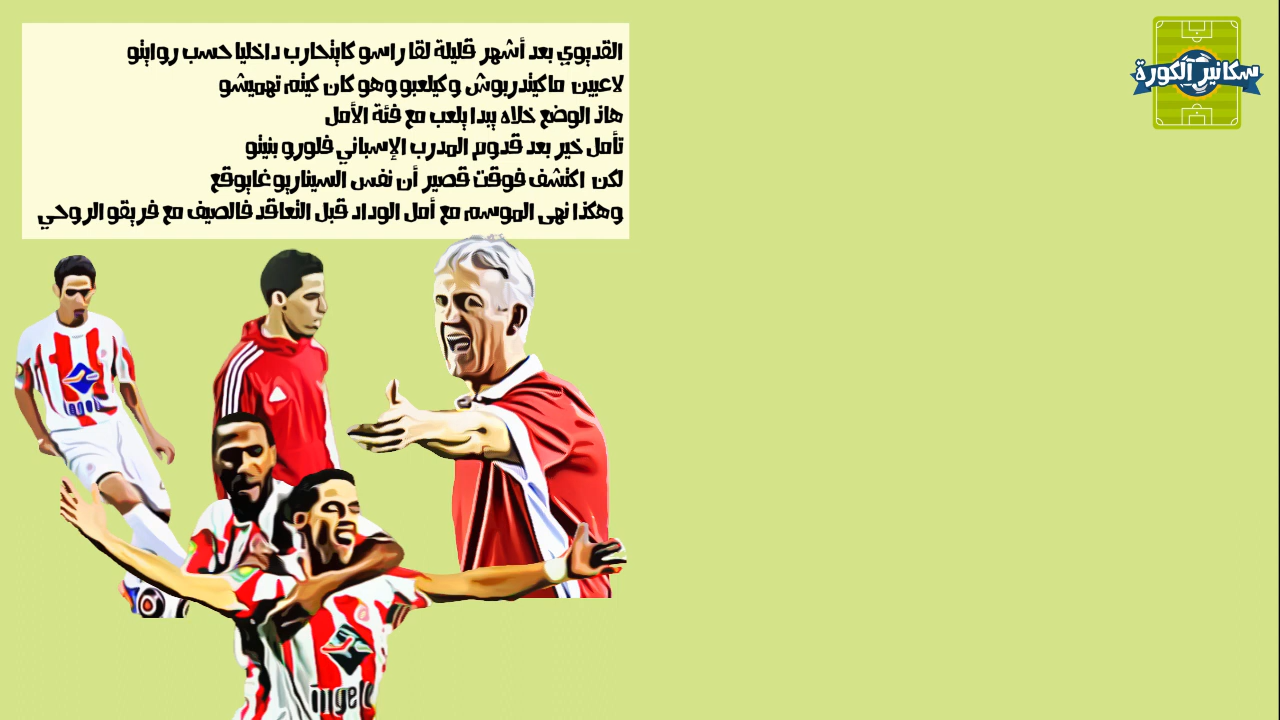 القديوي بعد أشهر قليلة لقا راسو كايتحارب داخليا حسب روايتو
لاعبين ماكيتدربوش وكيلعبو وهو كان كيتم تهميشو
هاذ الوضع خلاه يبدا يلعب مع فئة الأمل
تأمل خير بعد قدوم المدرب الإسباني فلورو بنيتو
لكن اكتشف فوقت قصير أن نفس السيناريو غايوقع
وهكذا نهى الموسم مع أمل الوداد قبل التعاقد فالصيف مع فريقو الروحي
سكانير الكورة
ingelec